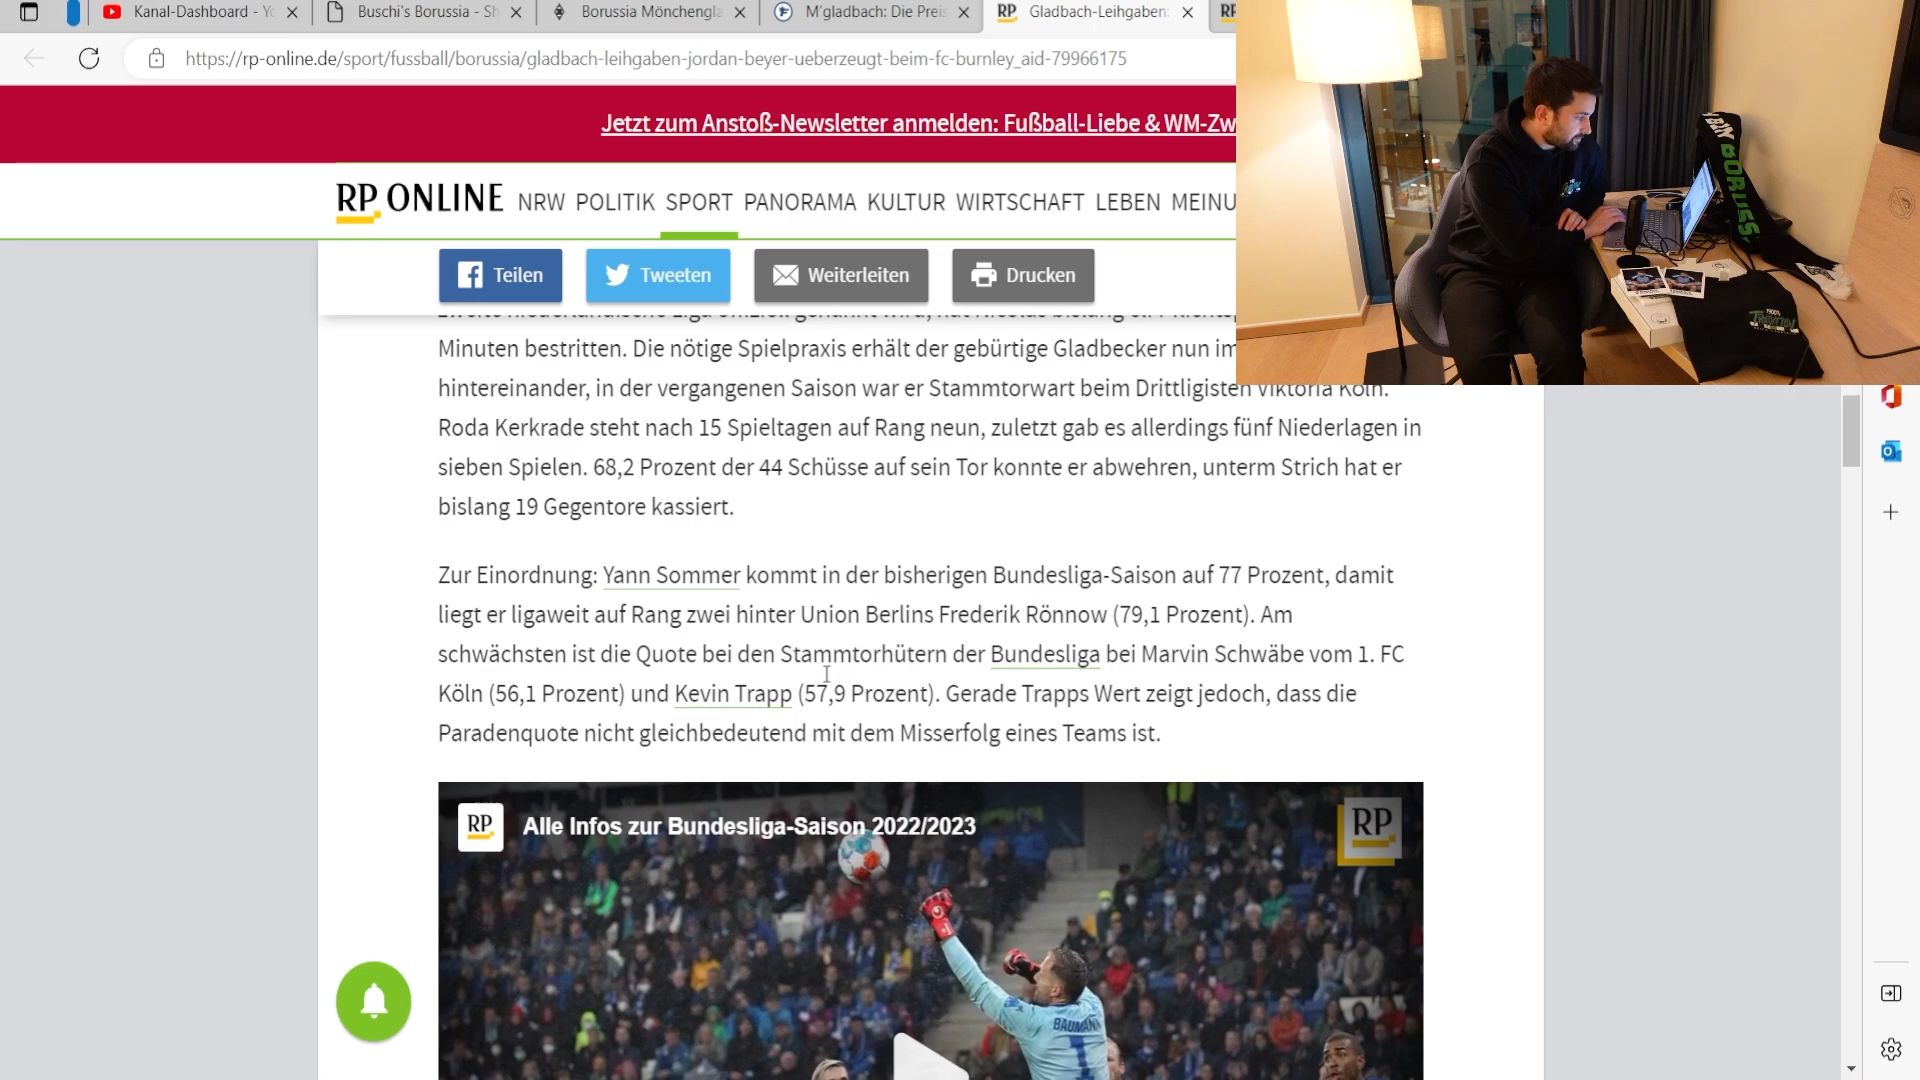 Kanal-Dashboard - Yo
Buschi's Borussia - Sh
Borussia Mönchengla
M'gladbach: Die Preis
RP Gladbach-Leihgaben:
https://rp-online.de/sport/fussball/borussia/gladbach-leihgaben-jordan-beyer-ueberzeugt-beim-fc-burnley_aid-79966175
Jetzt zum Anstoß-Newsletter anmelden: Fußball-Liebe & WM-Zw
RP ONLINE NRW POLITIK SPORT PANORAMA KULTUR WIRTSCHAFT LEBEN MEINU
Teilen Tweeten Weiterleiten Drucken
Minuten bestritten. Die nötige Spielpraxis erhält der gebürtige Gladbecker nun im
hintereinander, in der vergangenen Saison war er Stammtorwart beim Drittligisten Viktoria Köln.
Roda Kerkrade steht nach 15 Spieltagen auf Rang neun, zuletzt gab es allerdings fünf Niederlagen in
sieben Spielen. 68,2 Prozent der 44 Schüsse auf sein Tor konnte er abwehren, unterm Strich hat er
bislang 19 Gegentore kassiert.
Zur Einordnung: Yann Sommer kommt in der bisherigen Bundesliga-Saison auf 77 Prozent, damit
liegt er ligaweit auf Rang zwei hinter Union Berlins Frederik Rönnow (79,1 Prozent). Am
schwächsten ist die Quote bei den Stammtorhütern der Bundesliga bei Marvin Schwäbe vom 1. FC
Köln (56,1 Prozent) und Kevin Trapp (57,9 Prozent). Gerade Trapps Wert zeigt jedoch, dass die
Paradenquote nicht gleichbedeutend mit dem Misserfolg eines Teams ist.
RP Alle Infos zur Bundesliga-Saison 2022/2023
RP
BAUMANN
1